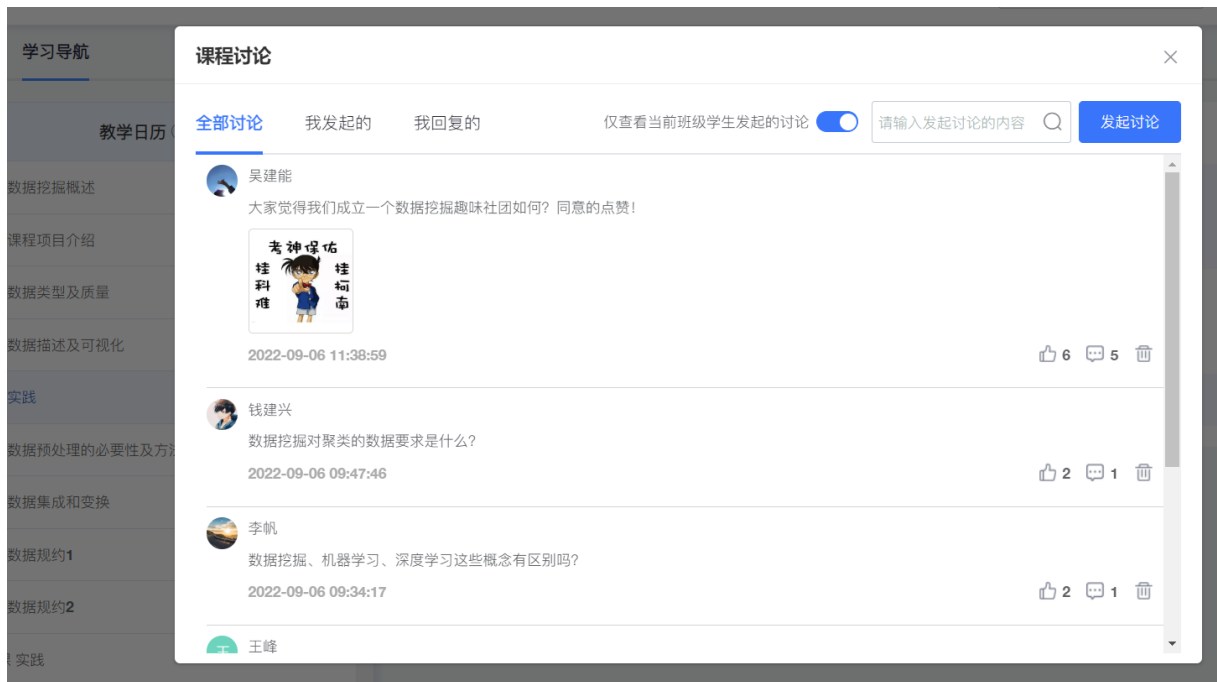 学习导航
教学日历
数据挖掘概述
课程项目介绍
数据类型及质量
数据描述及可视化
实践
数据预处理的必要性及方法
数据集成和变换
数据规约1
数据规约2
实践
课程讨论
全部讨论
我发起的
我回复的
仅查看当前班级学生发起的讨论
请输入发起讨论的内容
发起讨论
吴建能
大家觉得我们成立一个数据挖掘趣味社团如何？同意的点赞！
考神保佑
挂科难
挂柯南
2022-09-06 11:38:59
6
5
钱建兴
数据挖掘对聚类的数据要求是什么？
2022-09-06 09:47:46
2
1
李帆
数据挖掘、机器学习、深度学习这些概念有区别吗？
2022-09-06 09:34:17
2
1
王峰